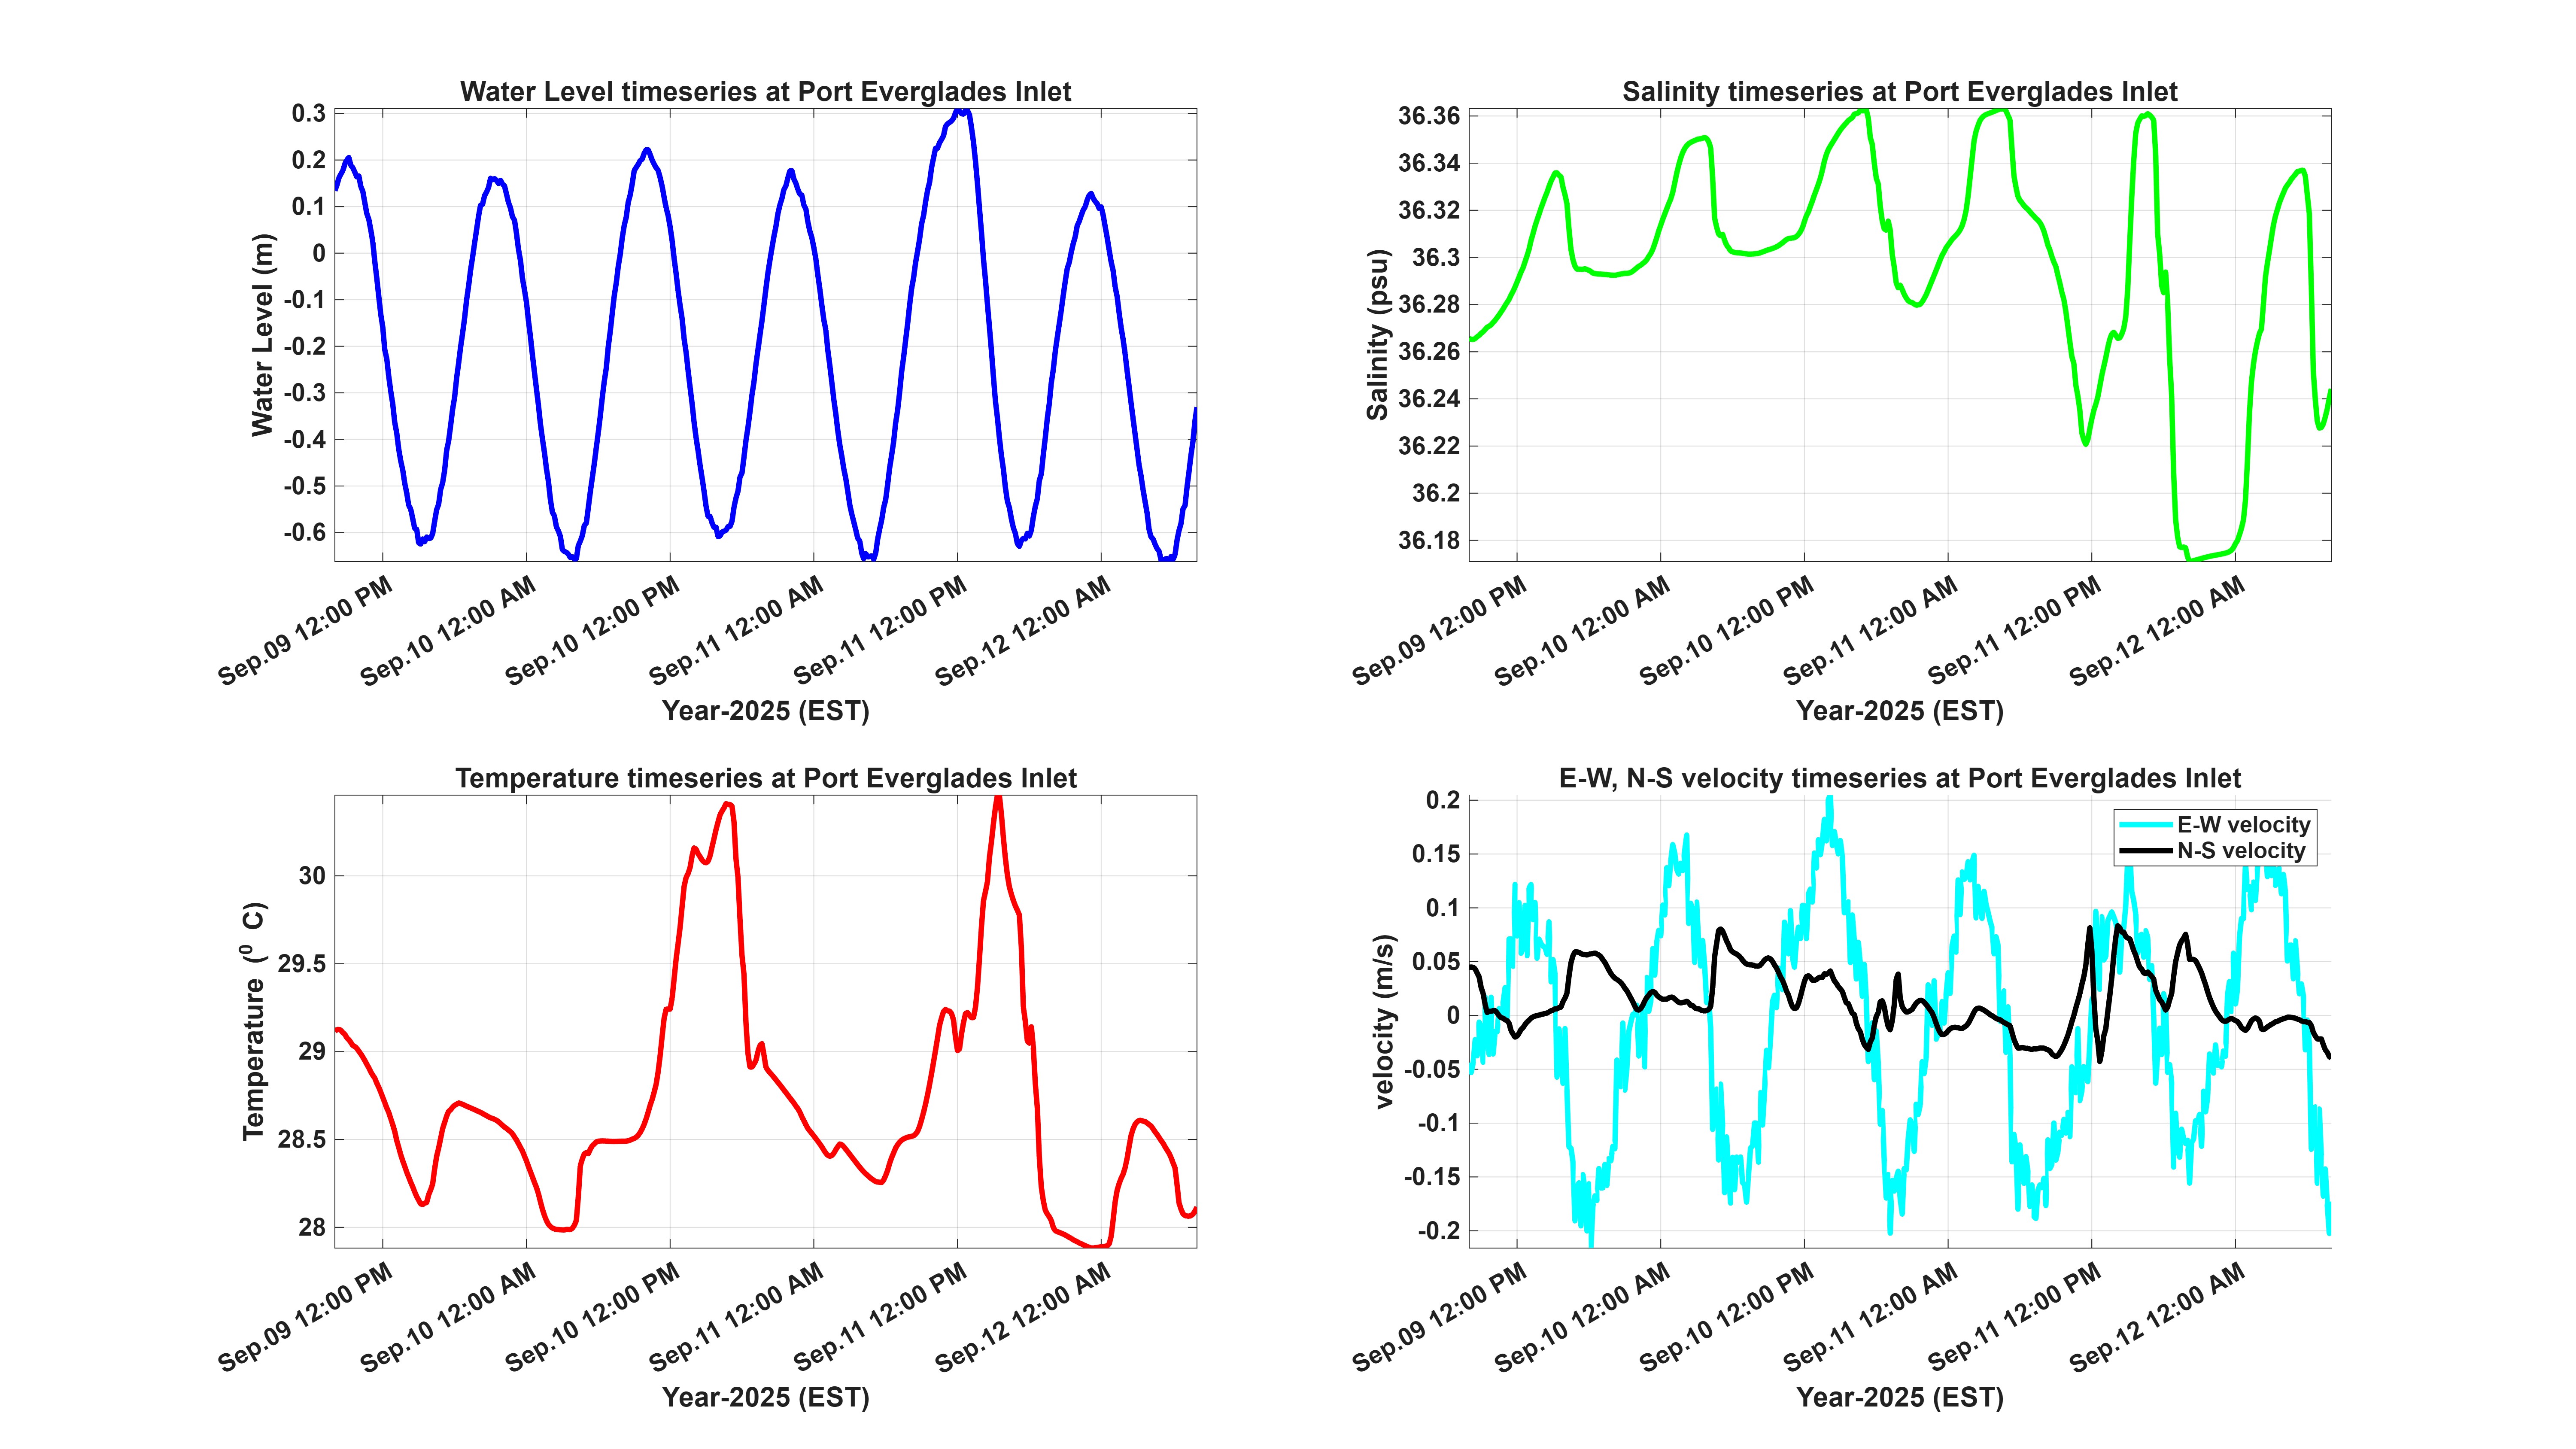 Water Level timeseries at Port Everglades Inlet
0.3
0.2
0.1
0
-0.1
-0.2
-0.3
-0.4
-0.5
-0.6
Water Level (m)
Sep.09 12:00 PM
Sep.10 12:00 AM
Sep.10 12:00 PM
Sep.11 12:00 AM
Sep.11 12:00 PM
Sep.12 12:00 AM
Year-2025 (EST)
Salinity timeseries at Port Everglades Inlet
36.36
36.34
36.32
36.3
36.28
36.26
36.24
36.22
36.2
36.18
Salinity (psu)
Sep.09 12:00 PM
Sep.10 12:00 AM
Sep.10 12:00 PM
Sep.11 12:00 AM
Sep.11 12:00 PM
Sep.12 12:00 AM
Year-2025 (EST)
Temperature timeseries at Port Everglades Inlet
30
29.5
29
28.5
28
Temperature (⁰ C)
Sep.09 12:00 PM
Sep.10 12:00 AM
Sep.10 12:00 PM
Sep.11 12:00 AM
Sep.11 12:00 PM
Sep.12 12:00 AM
Year-2025 (EST)
E-W, N-S velocity timeseries at Port Everglades Inlet
0.2
0.15
0.1
0.05
0
-0.05
-0.1
-0.15
-0.2
velocity (m/s)
E-W velocity
N-S velocity
Sep.09 12:00 PM
Sep.10 12:00 AM
Sep.10 12:00 PM
Sep.11 12:00 AM
Sep.11 12:00 PM
Sep.12 12:00 AM
Year-2025 (EST)